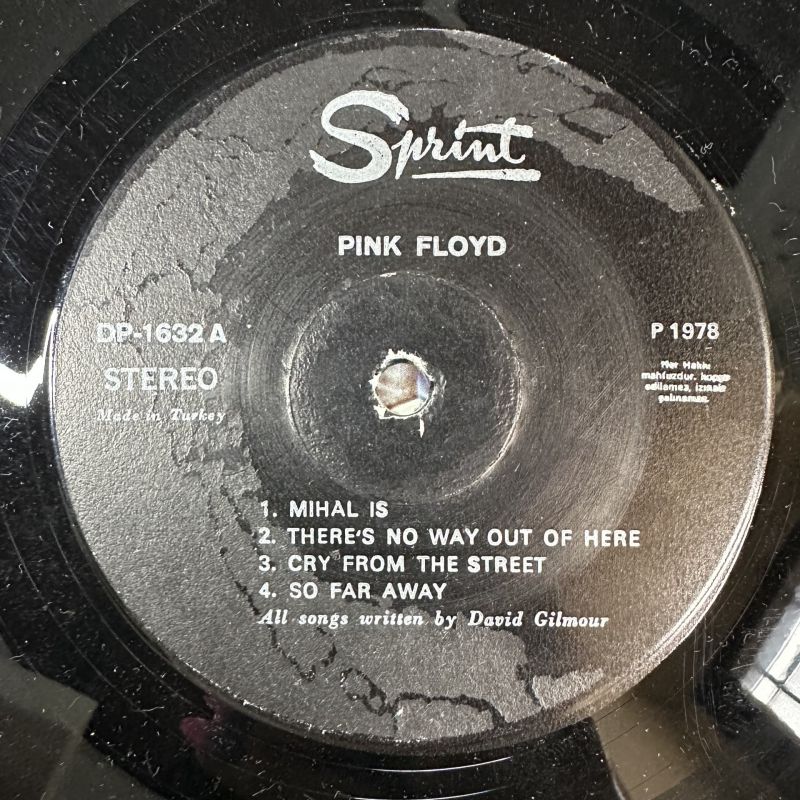 Sprint
PINK FLOYD
DP-1632 A
P 1978
STEREO
Made in Turkey
Her Hakkı
mahfuzdur. kopye
edilemez, izinsiz
çalınamaz.
1. MIHAL IS
2. THERE'S NO WAY OUT OF HERE
3. CRY FROM THE STREET
4. SO FAR AWAY
All songs written by David Gilmour